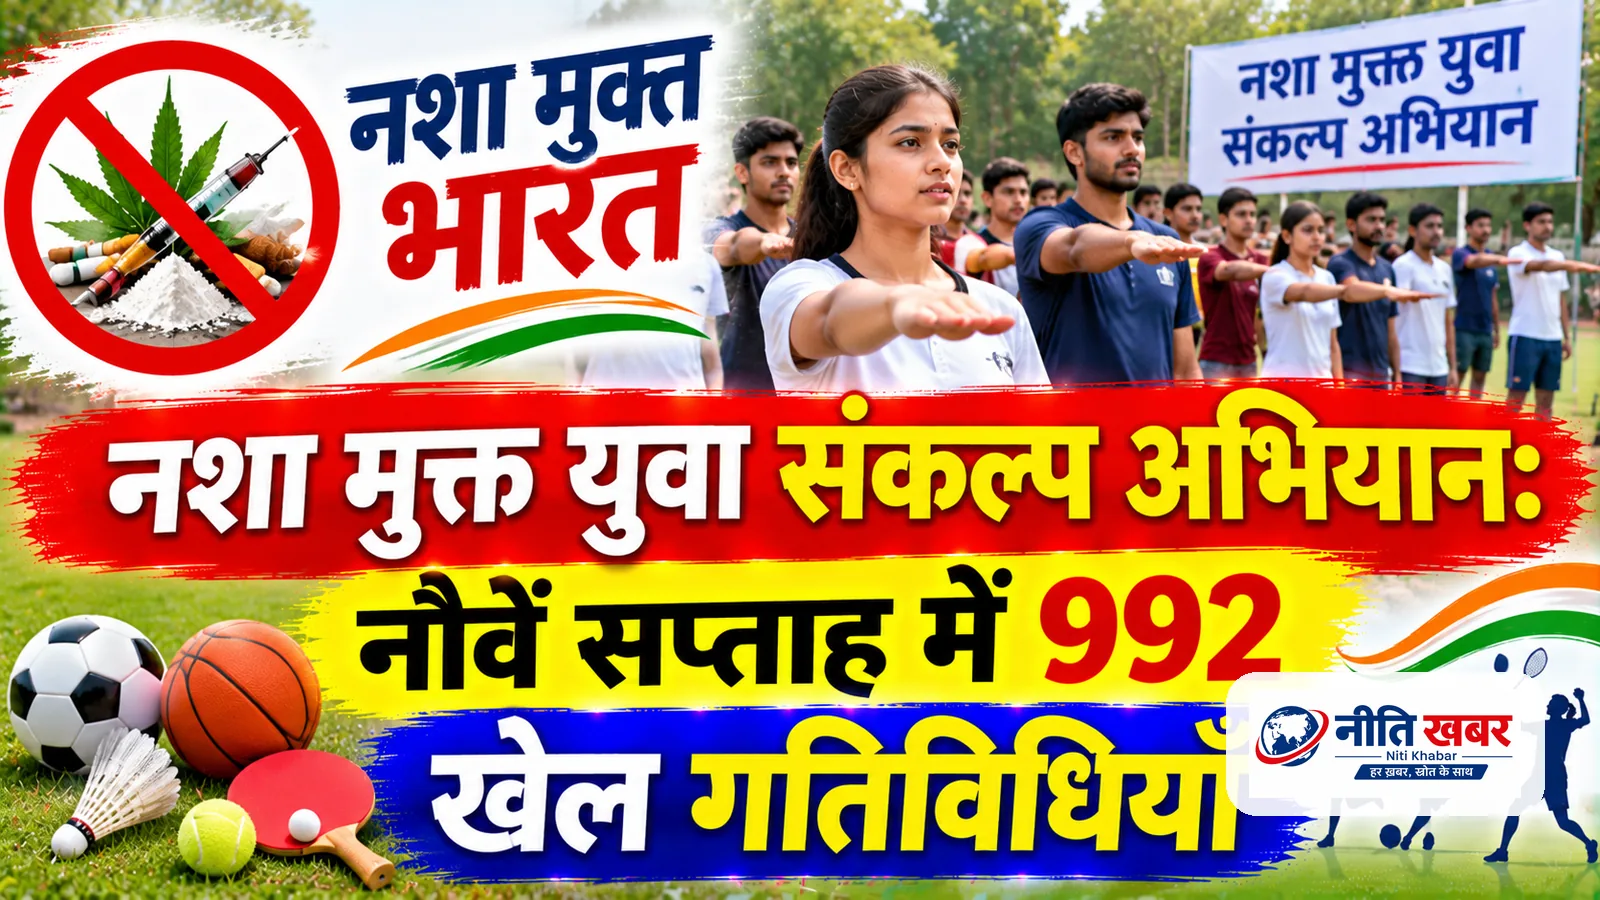 नशा मुक्त
भारत
नशा मुक्त युवा
संकल्प अभियान
नशा मुक्त युवा संकल्प अभियान:
नौवें सप्ताह में 992
खेल गतिविधियाँ
नीति खबर
Niti Khabar
हर ख़बर, स्रोत के साथ